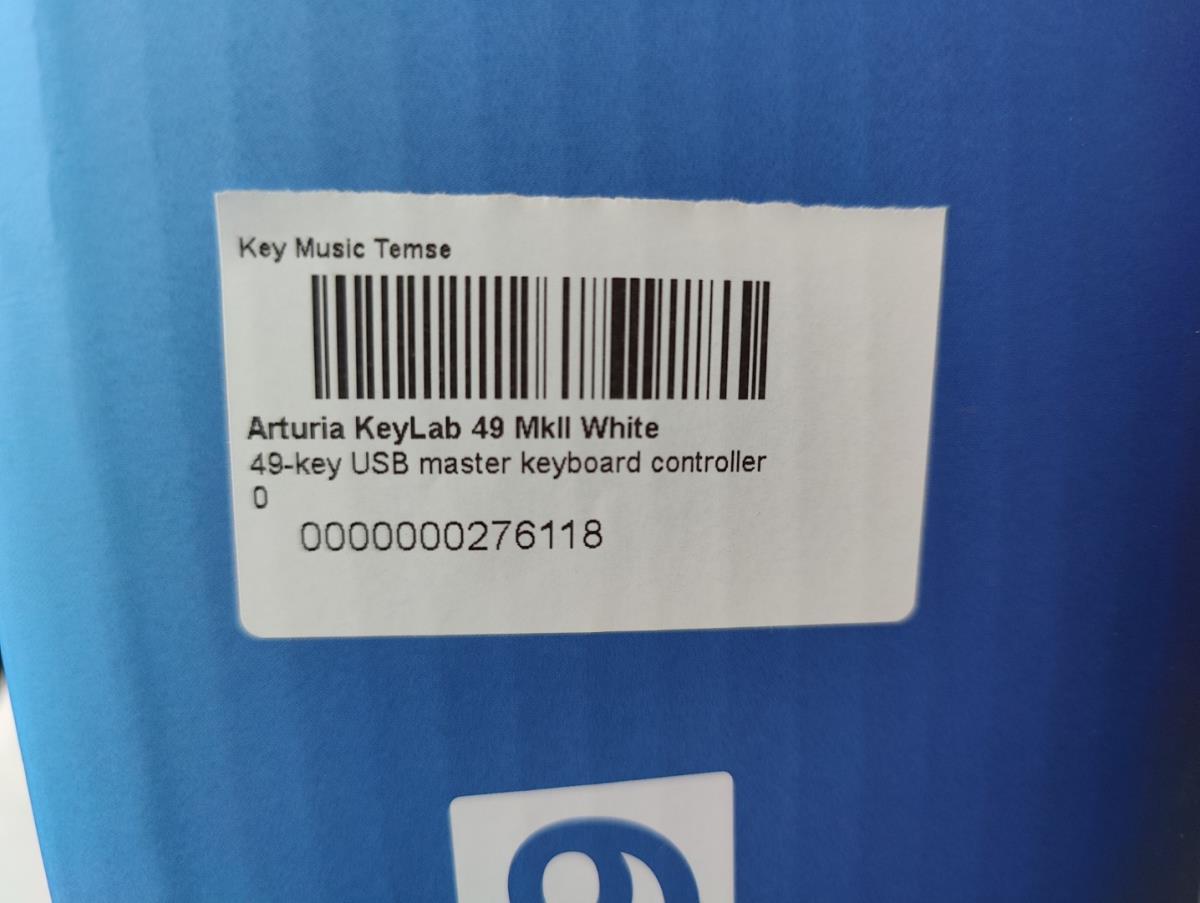 Key Music Temse
Arturia KeyLab 49 MkII White
49-key USB master keyboard controller
0
0000000276118